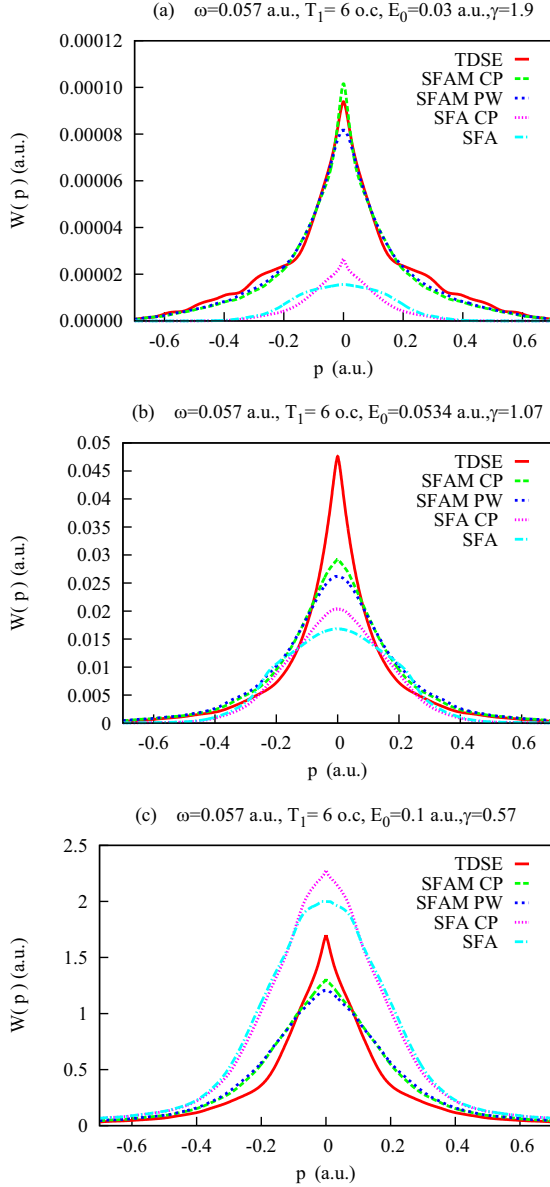 (a) ω=0.057 a.u., T₁= 6 o.c, E₀=0.03 a.u.,γ=1.9
TDSE
SFAM CP
SFAM PW
SFA CP
SFA
W( p ) (a.u.)
0.00012
0.00010
0.00008
0.00006
0.00004
0.00002
0.00000
-0.6 -0.4 -0.2 0 0.2 0.4 0.6
p (a.u.)
(b) ω=0.057 a.u., T₁= 6 o.c, E₀=0.0534 a.u.,γ=1.07
TDSE
SFAM CP
SFAM PW
SFA CP
SFA
W( p ) (a.u.)
0.05
0.045
0.04
0.035
0.03
0.025
0.02
0.015
0.01
0.005
0
-0.6 -0.4 -0.2 0 0.2 0.4 0.6
p (a.u.)
(c) ω=0.057 a.u., T₁= 6 o.c, E₀=0.1 a.u.,γ=0.57
TDSE
SFAM CP
SFAM PW
SFA CP
SFA
W( p ) (a.u.)
2.5
2
1.5
1
0.5
0
-0.6 -0.4 -0.2 0 0.2 0.4 0.6
p (a.u.)